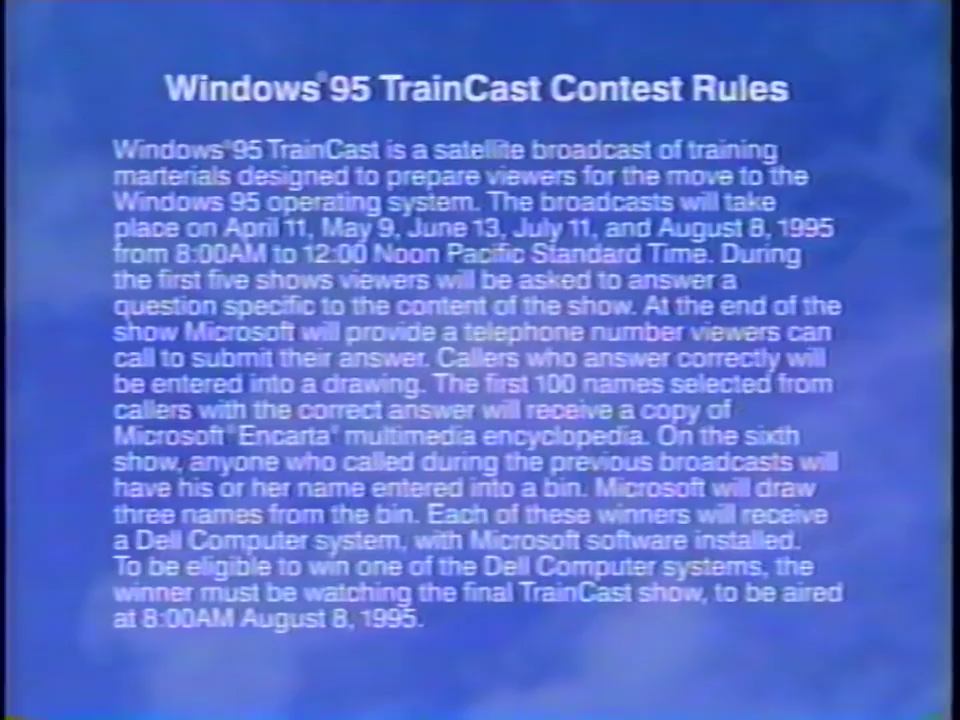 Windows®95 TrainCast Contest Rules
Windows®95 TrainCast is a satellite broadcast of training
marterials designed to prepare viewers for the move to the
Windows 95 operating system. The broadcasts will take
place on April 11, May 9, June 13, July 11, and August 8, 1995
from 8:00AM to 12:00 Noon Pacific Standard Time. During
the first five shows viewers will be asked to answer a
question specific to the content of the show. At the end of the
show Microsoft will provide a telephone number viewers can
call to submit their answer. Callers who answer correctly will
be entered into a drawing. The first 100 names selected from
callers with the correct answer will receive a copy of
Microsoft® Encarta® multimedia encyclopedia. On the sixth
show, anyone who called during the previous broadcasts will
have his or her name entered into a bin. Microsoft will draw
three names from the bin. Each of these winners will receive
a Dell Computer system, with Microsoft software installed.
To be eligible to win one of the Dell Computer systems, the
winner must be watching the final TrainCast show, to be aired
at 8:00AM August 8, 1995.